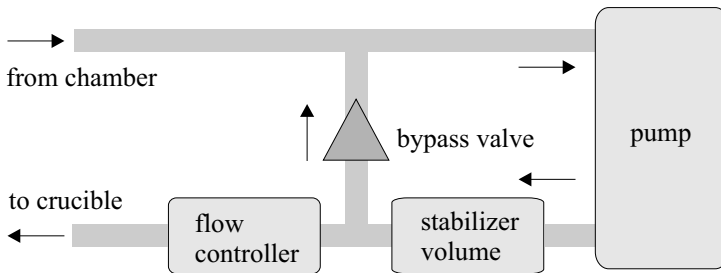 from chamber
bypass valve
pump
to crucible
flow
controller
stabilizer
volume